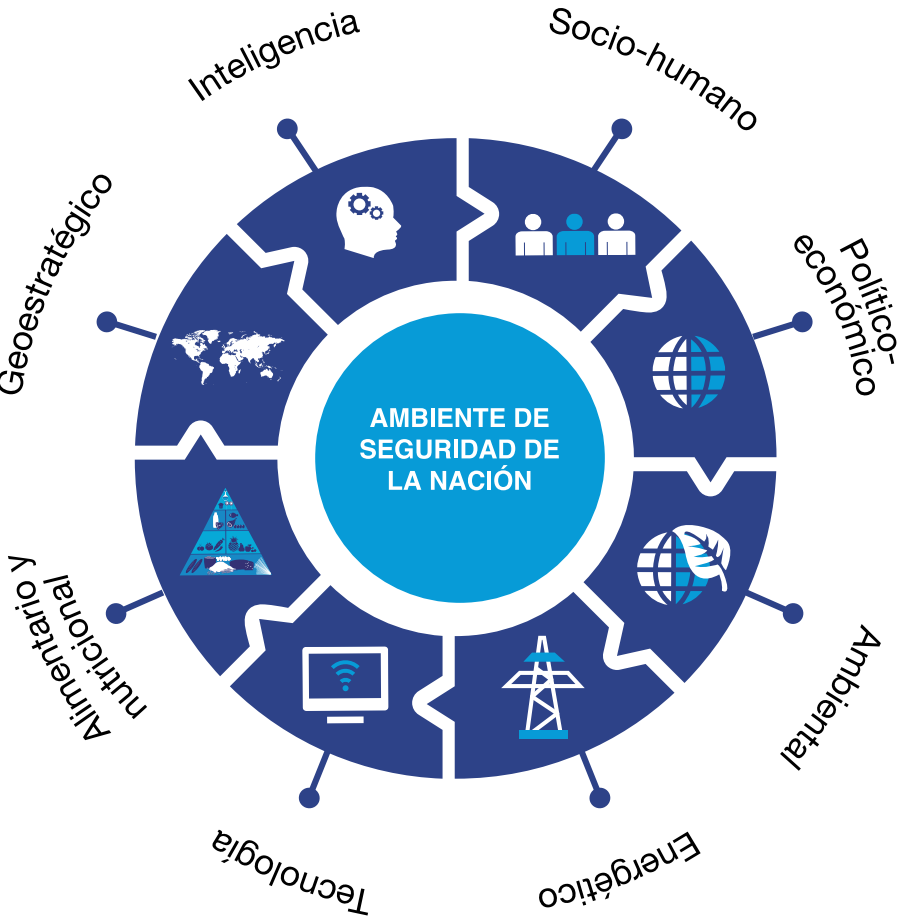 Inteligencia
Socio-humano
Político-
económico
Ambiental
Energético
Tecnología
Alimentario y
nutricional
Geoestratégico
AMBIENTE DE
SEGURIDAD DE
LA NACIÓN